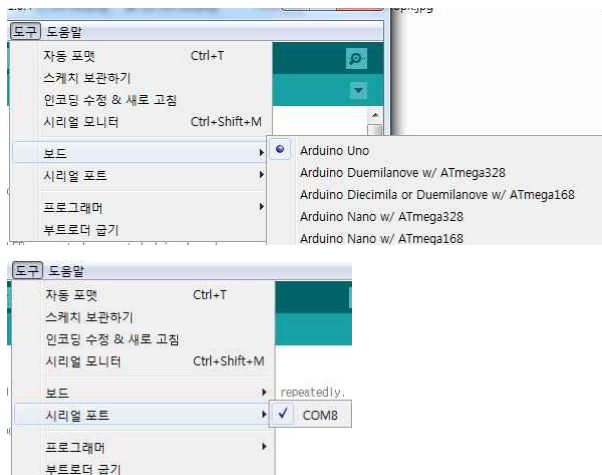 도구 도움말
자동 포맷 Ctrl+T
스케치 보관하기
인코딩 수정 & 새로 고침
시리얼 모니터 Ctrl+Shift+M
보드
시리얼 포트
프로그래머
부트로더 굽기
Arduino Uno
Arduino Duemilanove w/ ATmega328
Arduino Diecimila or Duemilanove w/ ATmega168
Arduino Nano w/ ATmega328
Arduino Nano w/ ATmega168
도구 도움말
자동 포맷 Ctrl+T
스케치 보관하기
인코딩 수정 & 새로 고침
시리얼 모니터 Ctrl+Shift+M
보드
repeatedly.
시리얼 포트
COM8
프로그래머
부트로더 굽기